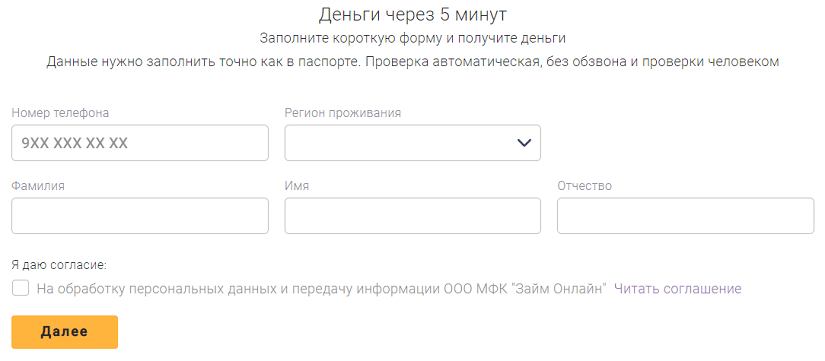 Деньги через 5 минут
Заполните короткую форму и получите деньги
Данные нужно заполнить точно как в паспорте. Проверка автоматическая, без обзвона и проверки человеком
Номер телефона
Регион проживания
9XX XXX XX XX
Фамилия
Имя
Отчество
Я даю согласие:
На обработку персональных данных и передачу информации ООО МФК "Займ Онлайн" Читать соглашение
Далее